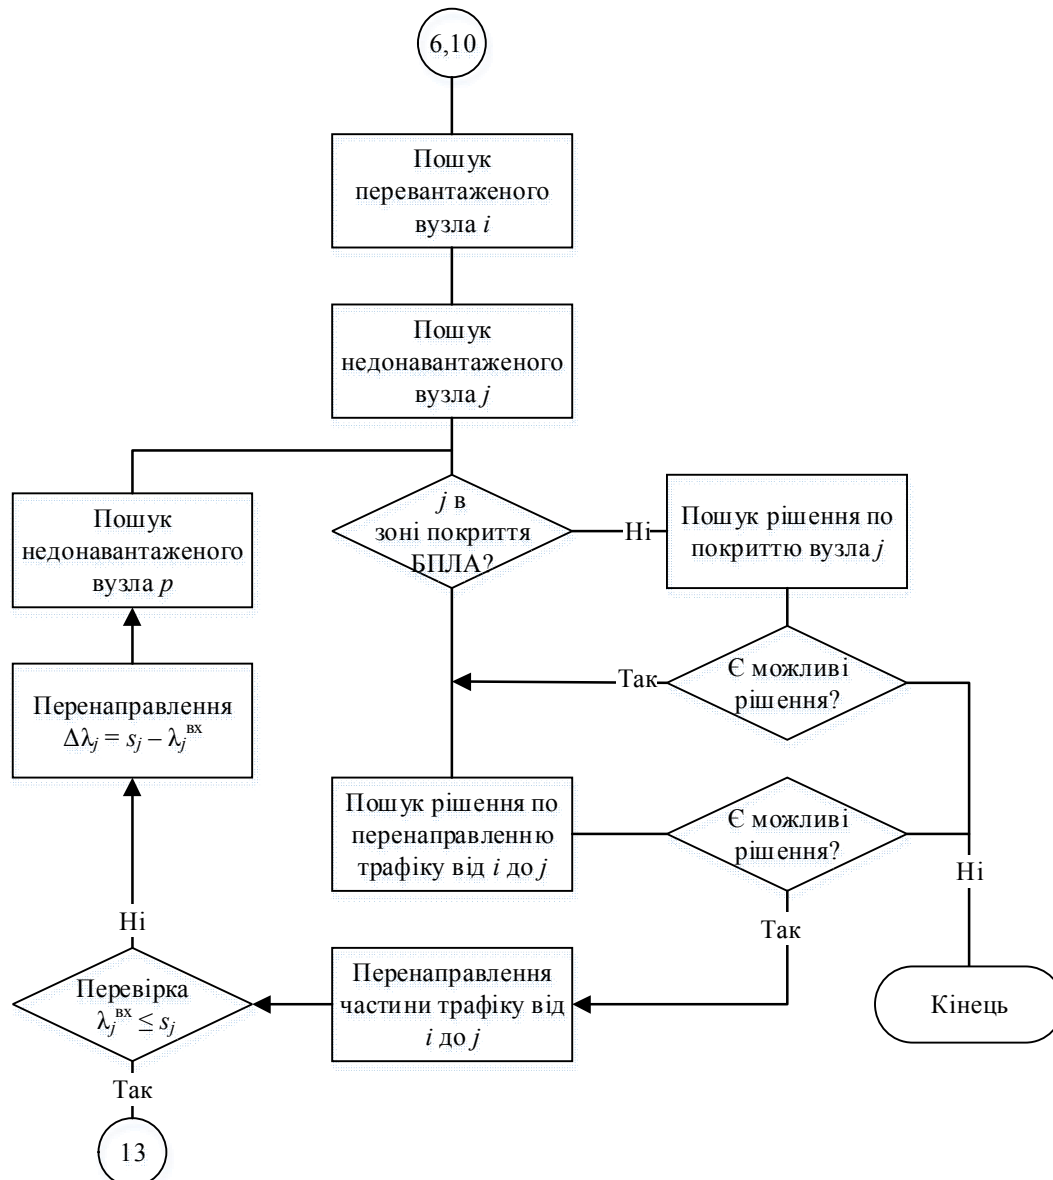 6,10
Пошук
перевантаженого
вузла i
Пошук
недонавантаженого
вузла j
j в
зоні покриття
БПЛА?
Ні
Пошук рішення по
покриттю вузла j
Пошук
недонавантаженого
вузла p
Є можливі
рішення?
Так
Перенаправлення
Δλj = sj – λjвх
Пошук рішення по
перенаправленню
трафіку від i до j
Є можливі
рішення?
Ні
Так
Ні
Перевірка
λjвх ≤ sj
Перенаправлення
частини трафіку від
i до j
Кінець
Так
13